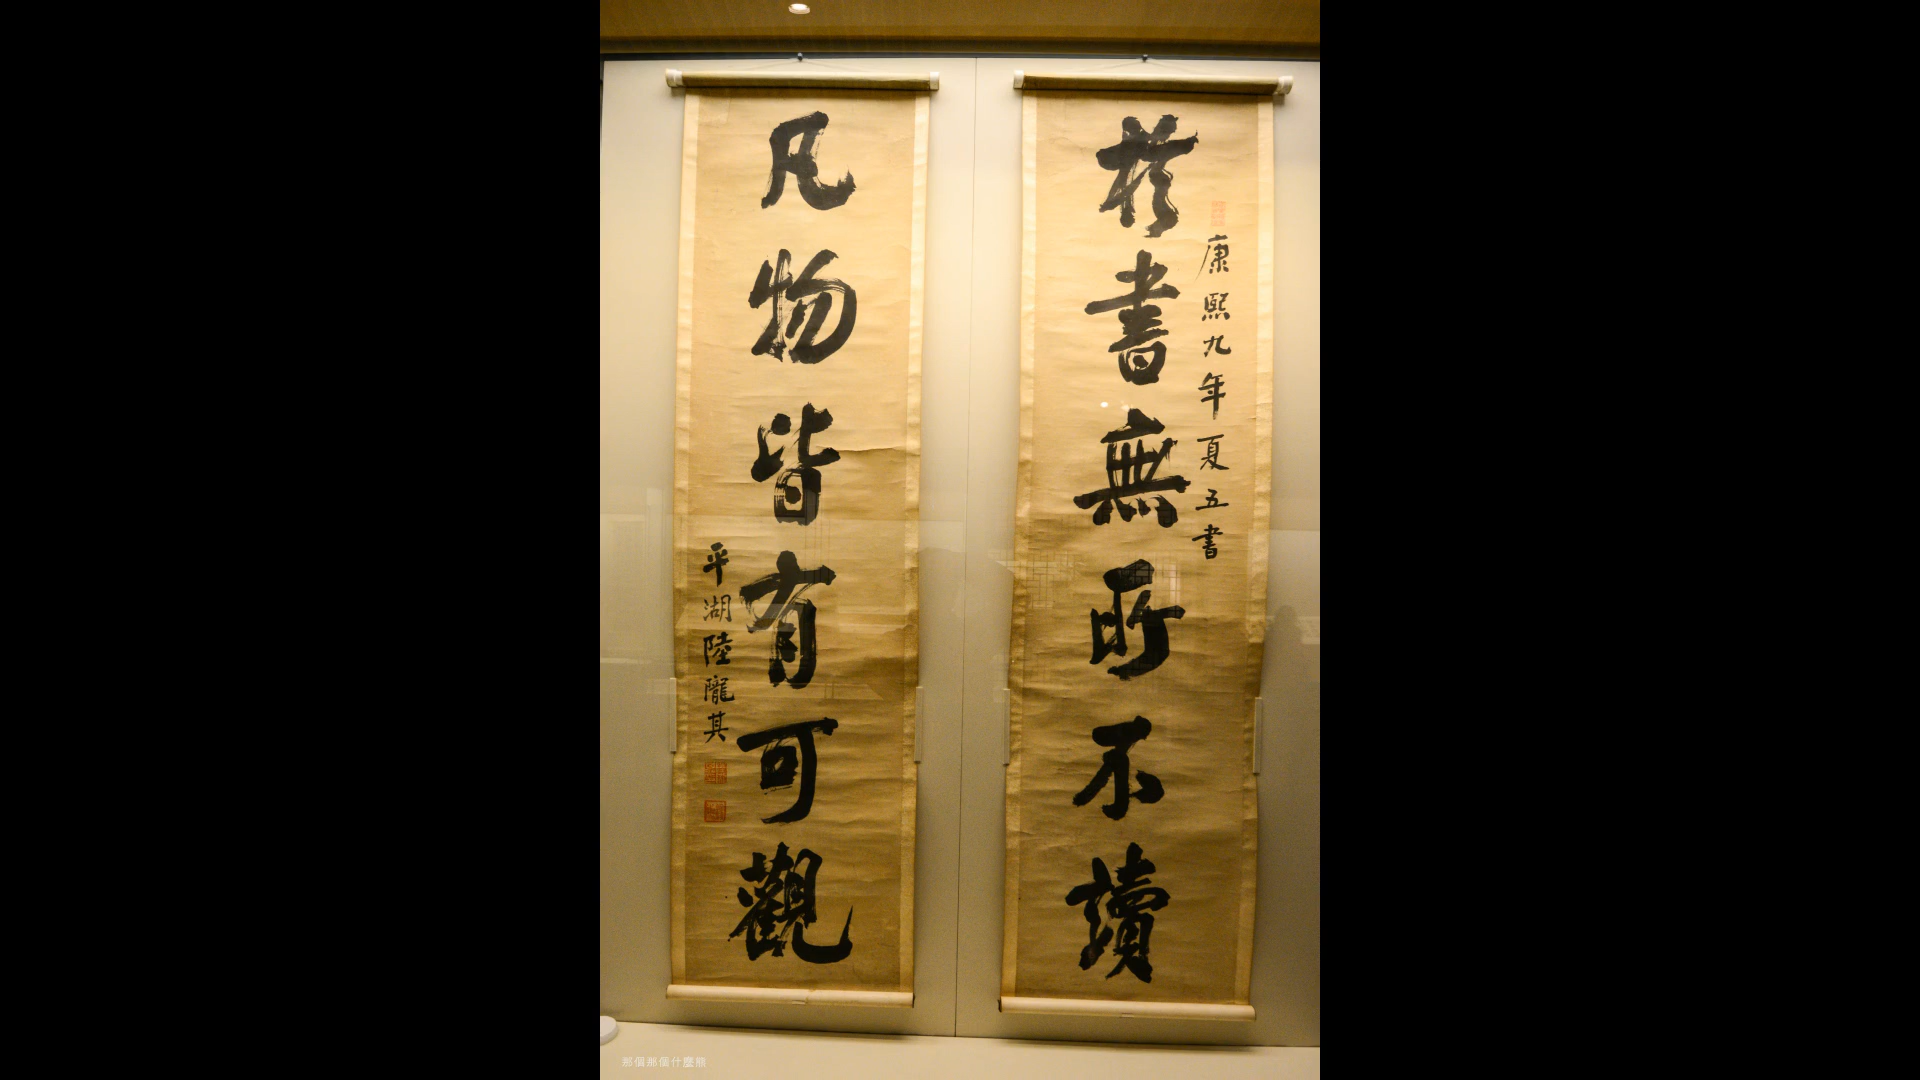 康熙九年夏五書
於書無所不讀
凡物皆有可觀
平湖陸隴其
那個那個什麼熊